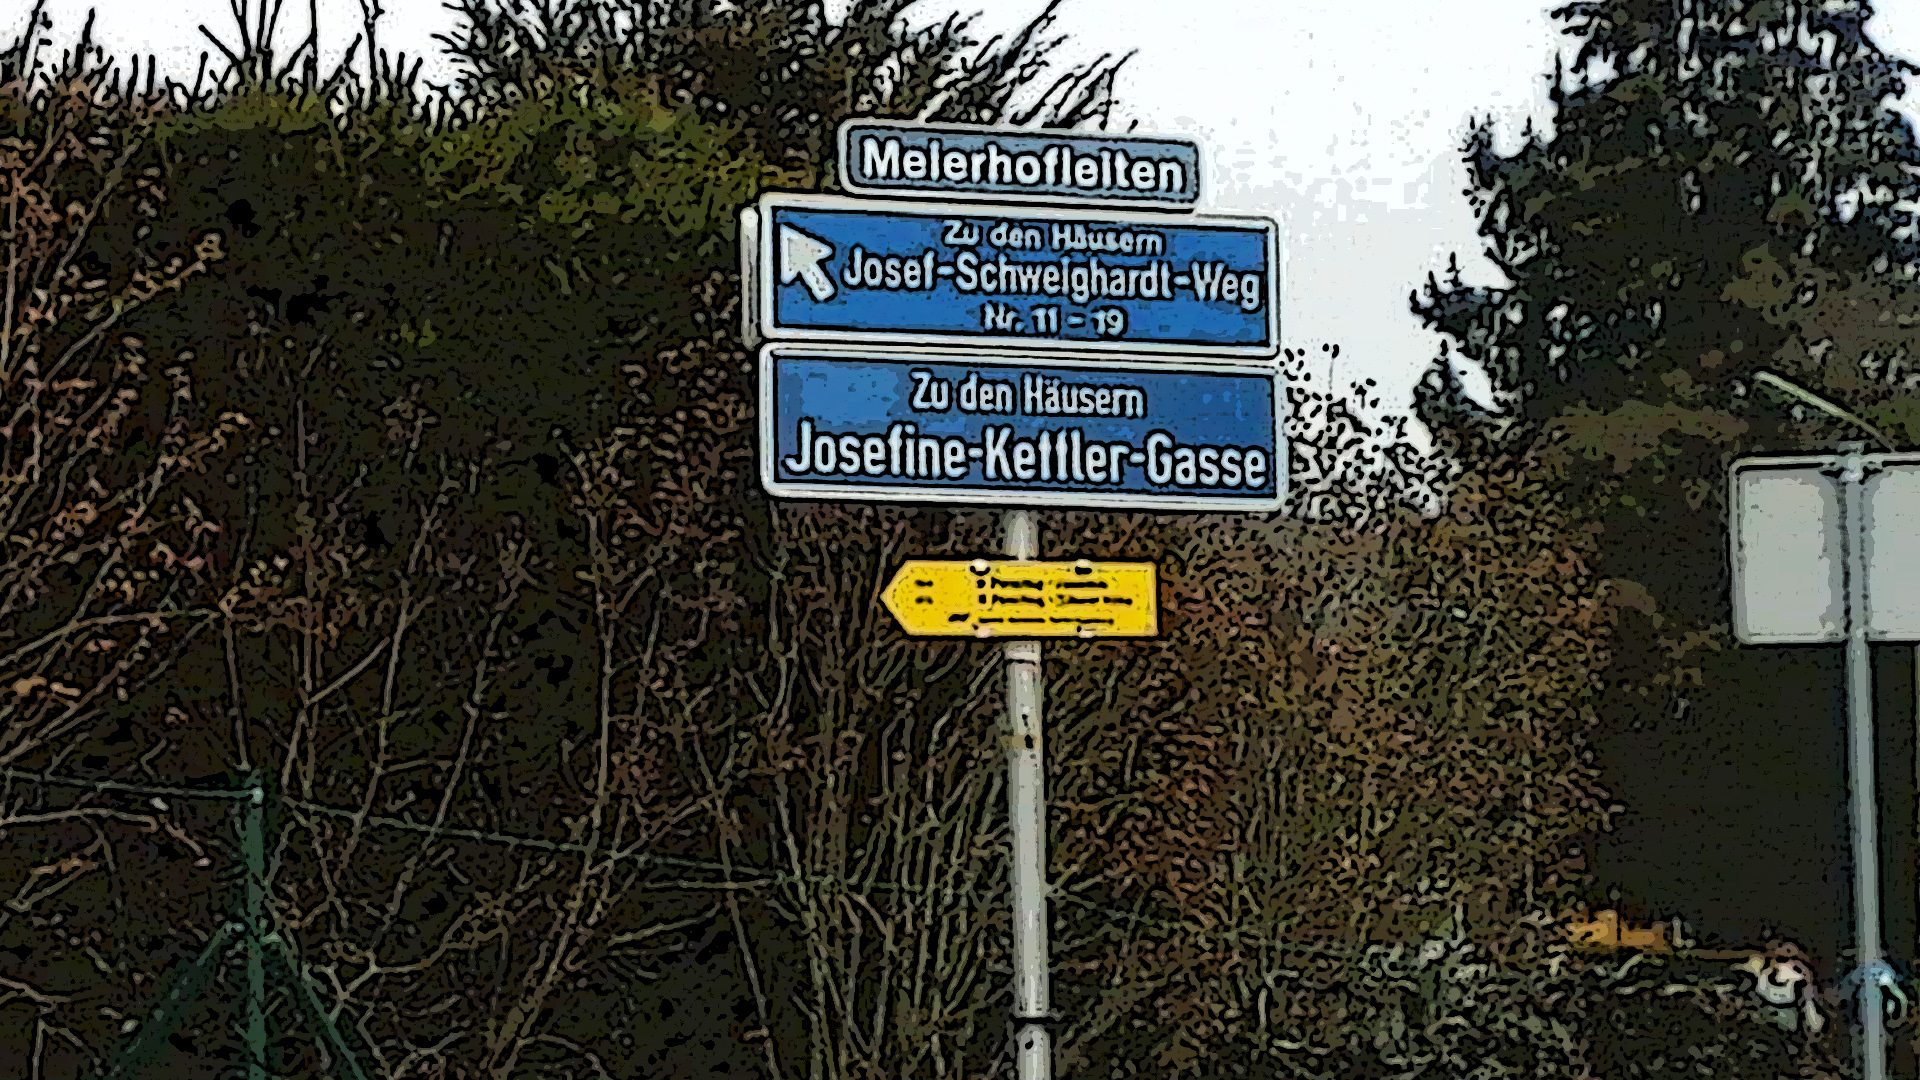 Meierhofleiten
Zu den Häusern
Josef-Schweighardt-Weg
Nr. 11 - 19
Zu den Häusern
Josefine-Kettler-Gasse